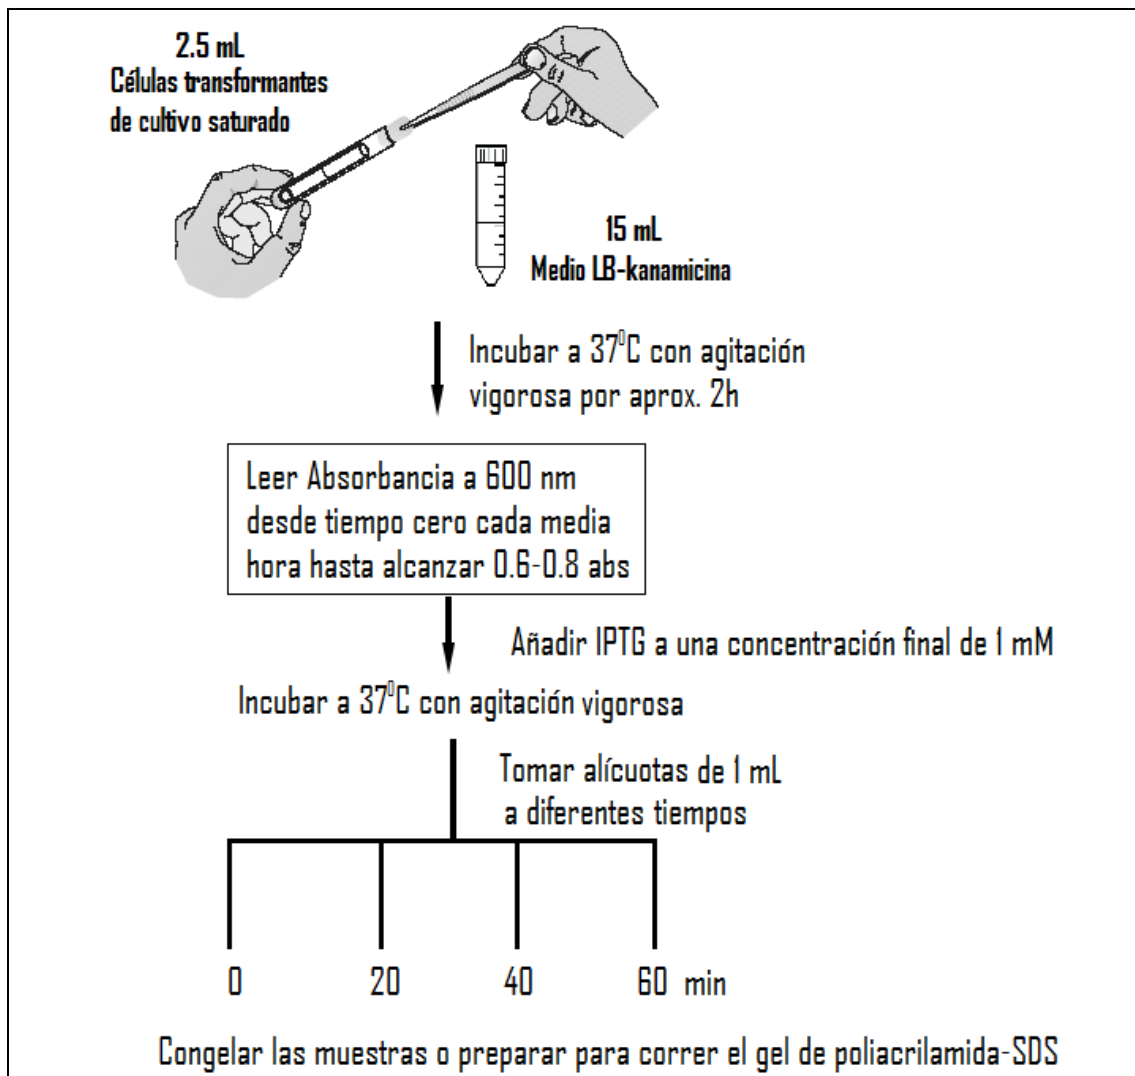 2.5 mL
Células transformantes
de cultivo saturado
15 mL
Medio LB-kanamicina
Incubar a 37⁰C con agitación
vigorosa por aprox. 2h
Leer Absorbancia a 600 nm
desde tiempo cero cada media
hora hasta alcanzar 0.6-0.8 abs
Añadir IPTG a una concentración final de 1 mM
Incubar a 37⁰C con agitación vigorosa
Tomar alícuotas de 1 mL
a diferentes tiempos
0 20 40 60 min
Congelar las muestras o preparar para correr el gel de poliacrilamida-SDS